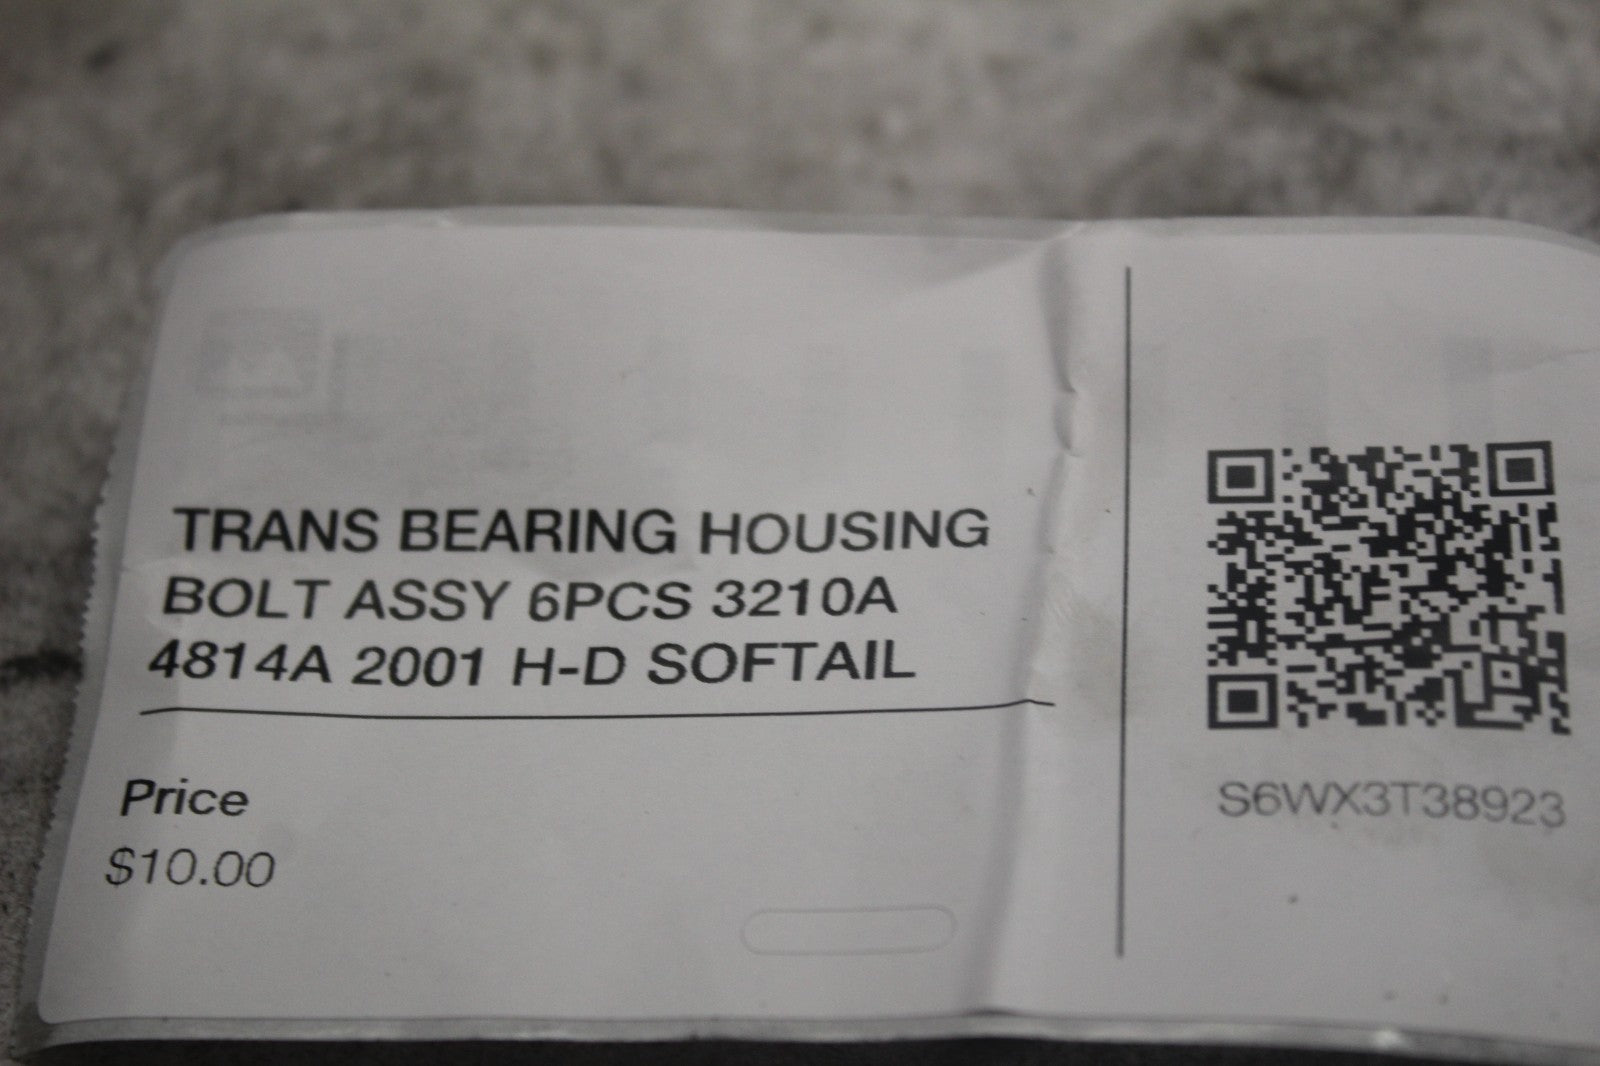 TRANS BEARING HOUSING
BOLT ASSY 6PCS 3210A
4814A 2001 H-D SOFTAIL
Price
$10.00
S6WX3T38923